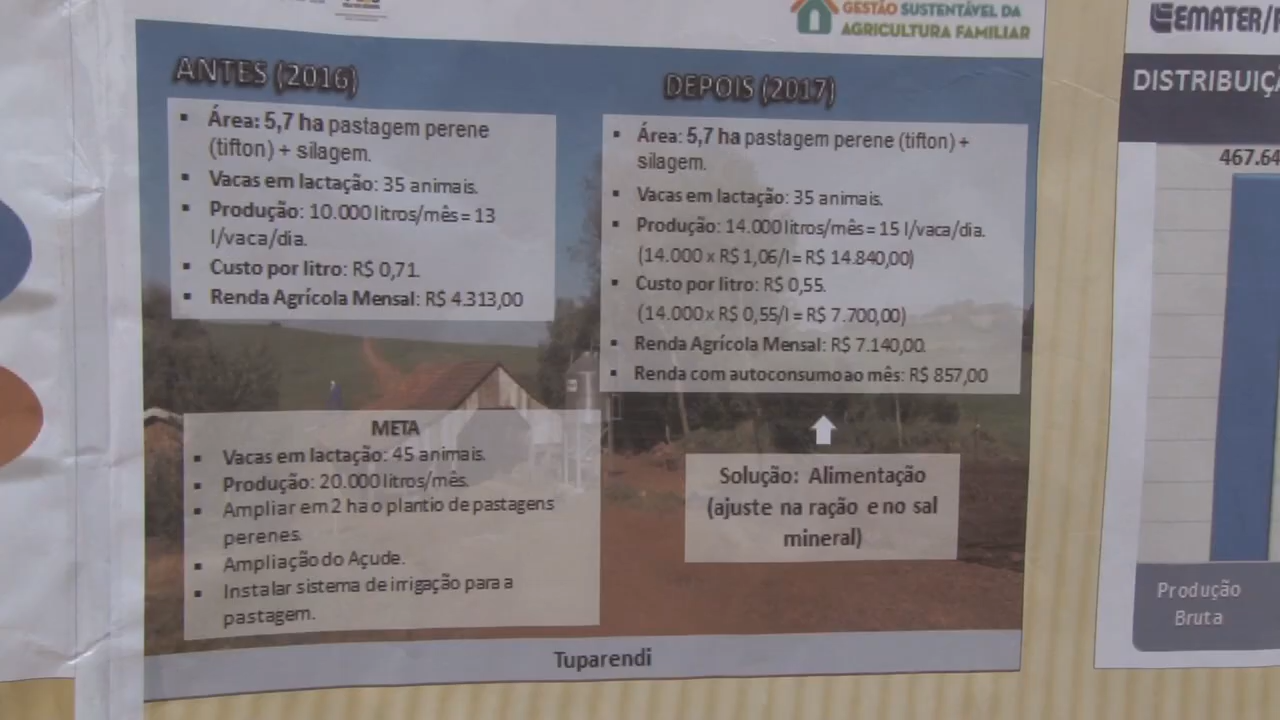 GESTÃO SUSTENTÁVEL DA
AGRICULTURA FAMILIAR
ANTES (2016)
▪ Área: 5,7 ha pastagem perene
(tifton) + silagem.
▪ Vacas em lactação: 35 animais.
▪ Produção: 10.000 litros/mês = 13
l/vaca/dia.
▪ Custo por litro: R$ 0,71.
▪ Renda Agrícola Mensal: R$ 4.313,00
DEPOIS (2017)
▪ Área: 5,7 ha pastagem perene (tifton) +
silagem.
▪ Vacas em lactação: 35 animais.
▪ Produção: 14.000 litros/mês = 15 l/vaca/dia.
(14.000 x R$ 1,06/l = R$ 14.840,00)
▪ Custo por litro: R$ 0,55.
(14.000 x R$ 0,55/l = R$ 7.700,00)
▪ Renda Agrícola Mensal: R$ 7.140,00.
▪ Renda com autoconsumo ao mês: R$ 857,00
META
▪ Vacas em lactação: 45 animais.
▪ Produção: 20.000 litros/mês.
▪ Ampliar em 2 ha o plantio de pastagens
perenes.
▪ Ampliação do Açude.
▪ Instalar sistema de irrigação para a
pastagem.
Solução: Alimentação
(ajuste na ração e no sal
mineral)
Tuparendi
EMATER/
DISTRIBUIÇ
467.64
Produção
Bruta